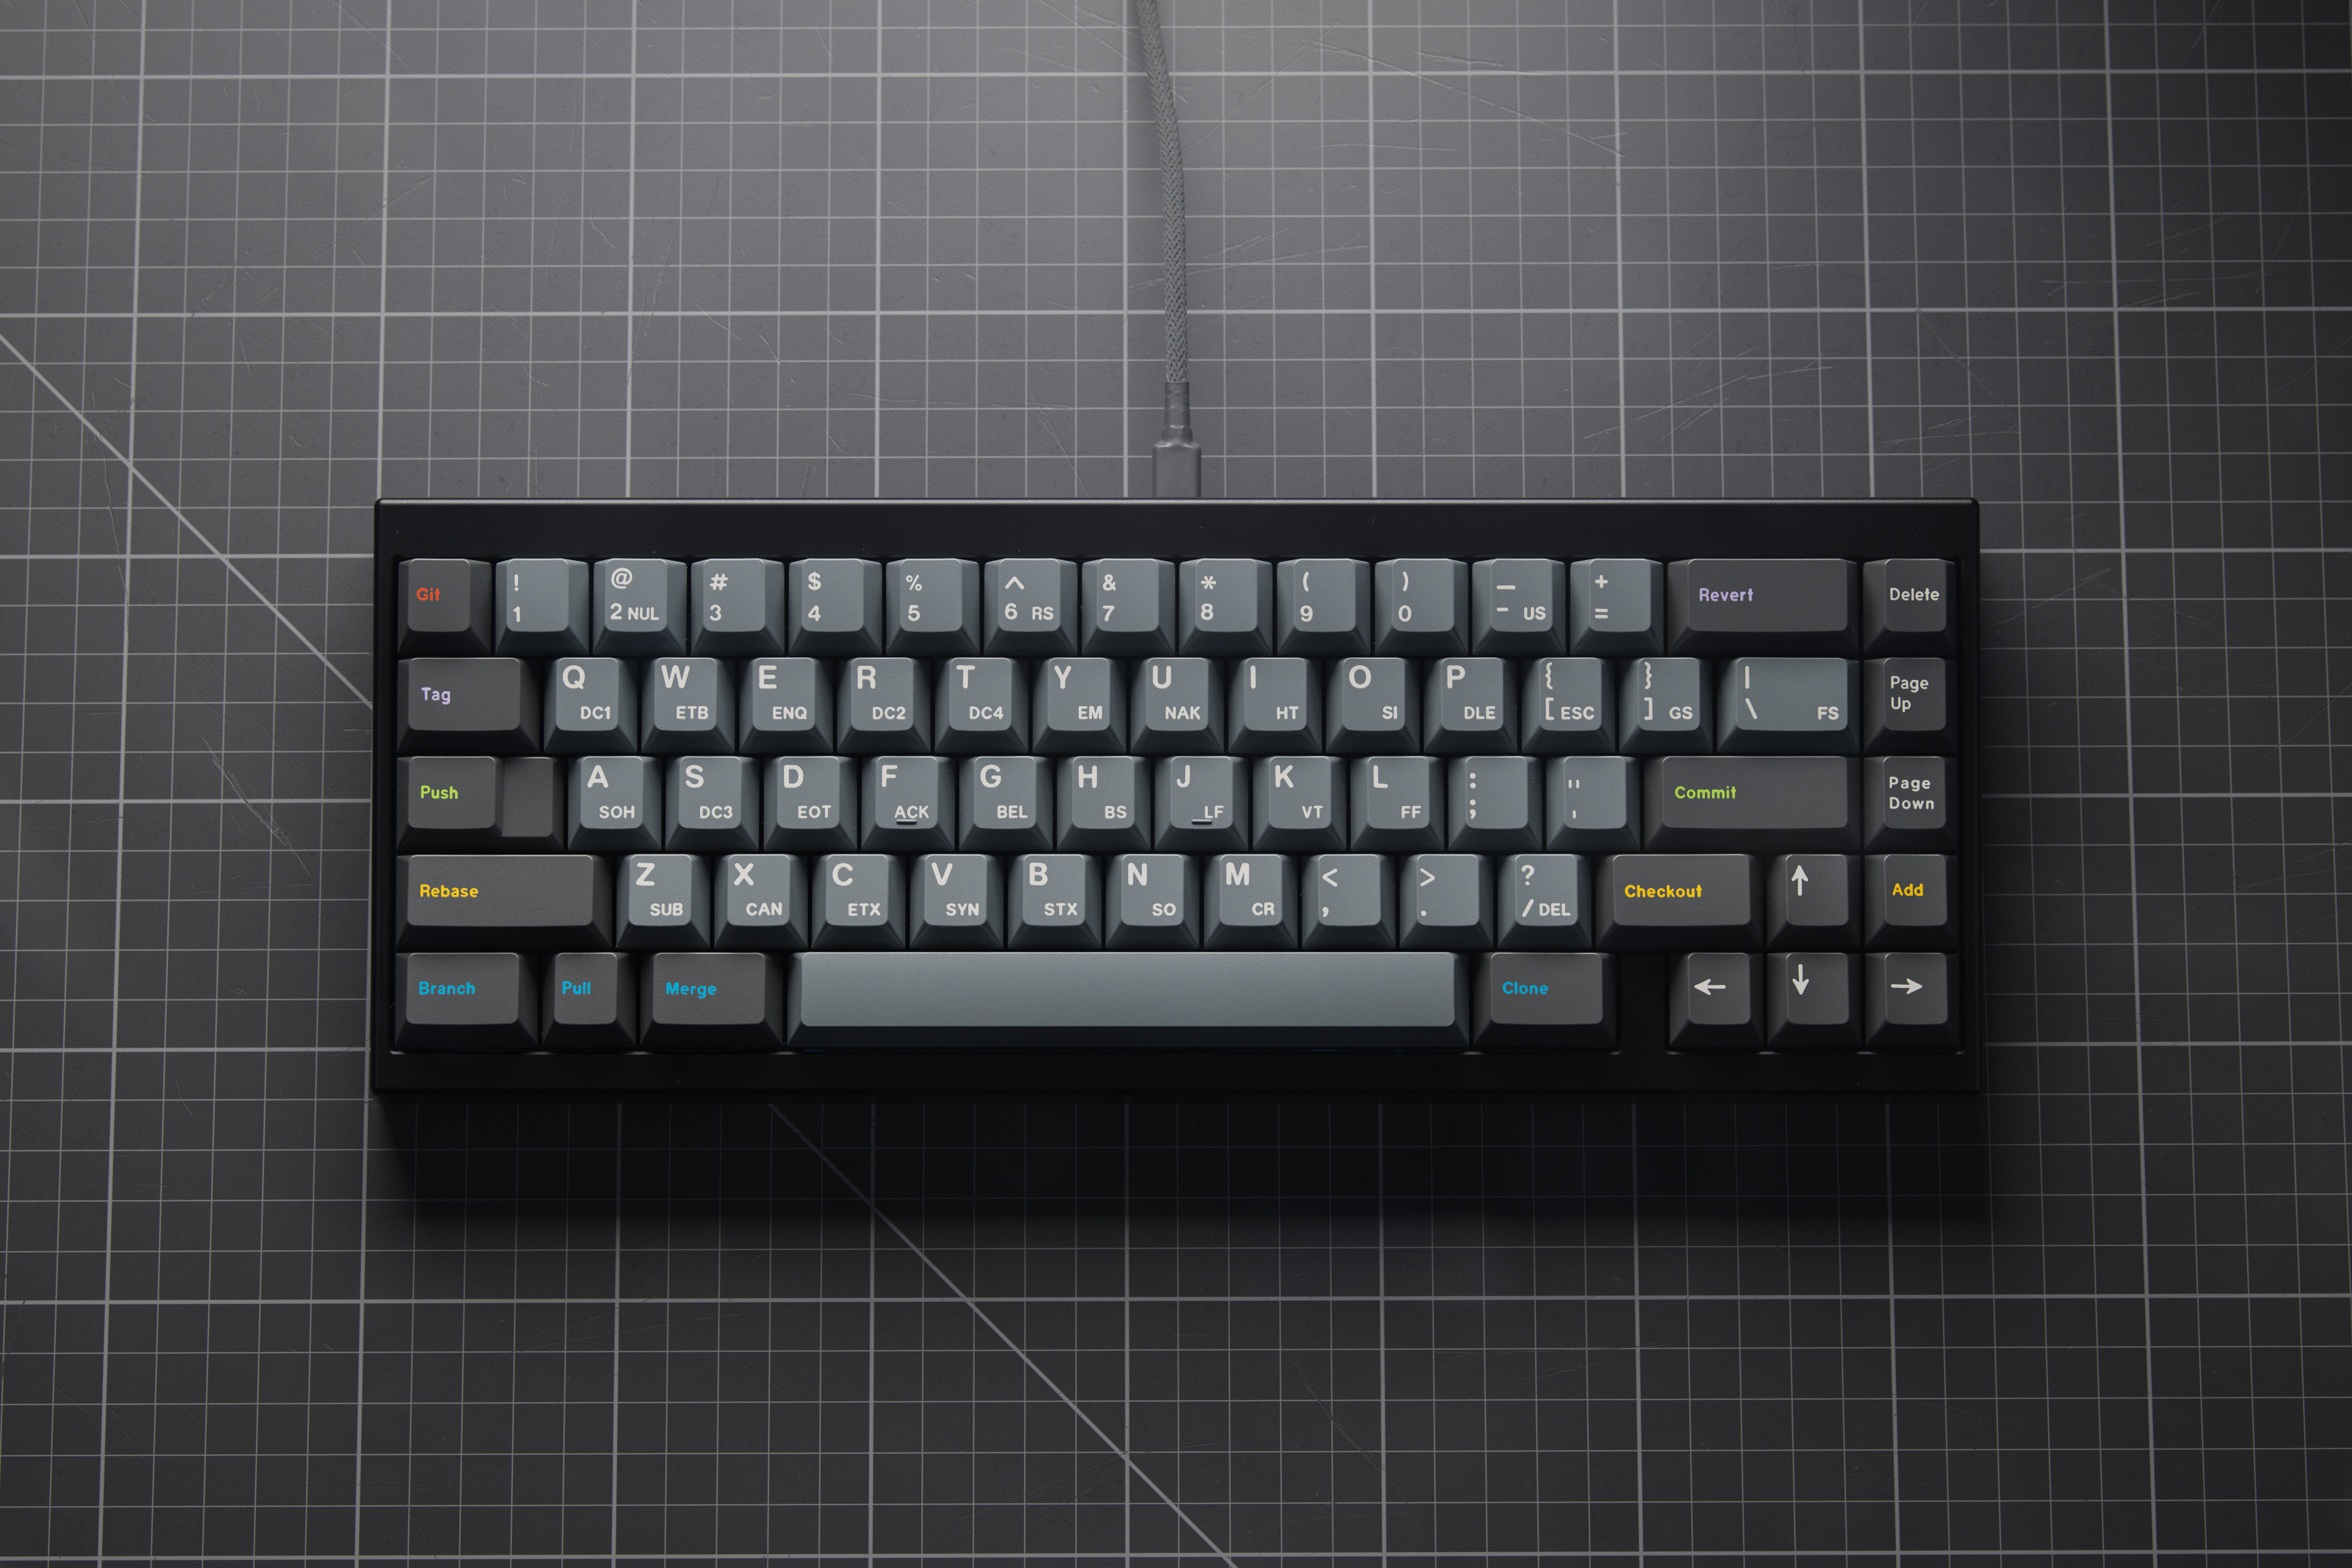 Git ! 1 @ 2 NUL # 3 $ 4 % 5 ^ 6 RS & 7 * 8 ( 9 ) 0 _ - US + = Revert Delete
Tag Q DC1 W ETB E ENQ R DC2 T DC4 Y EM U NAK I HT O SI P DLE { [ ESC } ] GS | \ FS Page Up
Push A SOH S DC3 D EOT F ACK G BEL H BS J LF K VT L FF : ; " ' Commit Page Down
Rebase Z SUB X CAN C ETX V SYN B STX N SO M CR < , > . ? / DEL Checkout ↑ Add
Branch Pull Merge Clone ← ↓ →